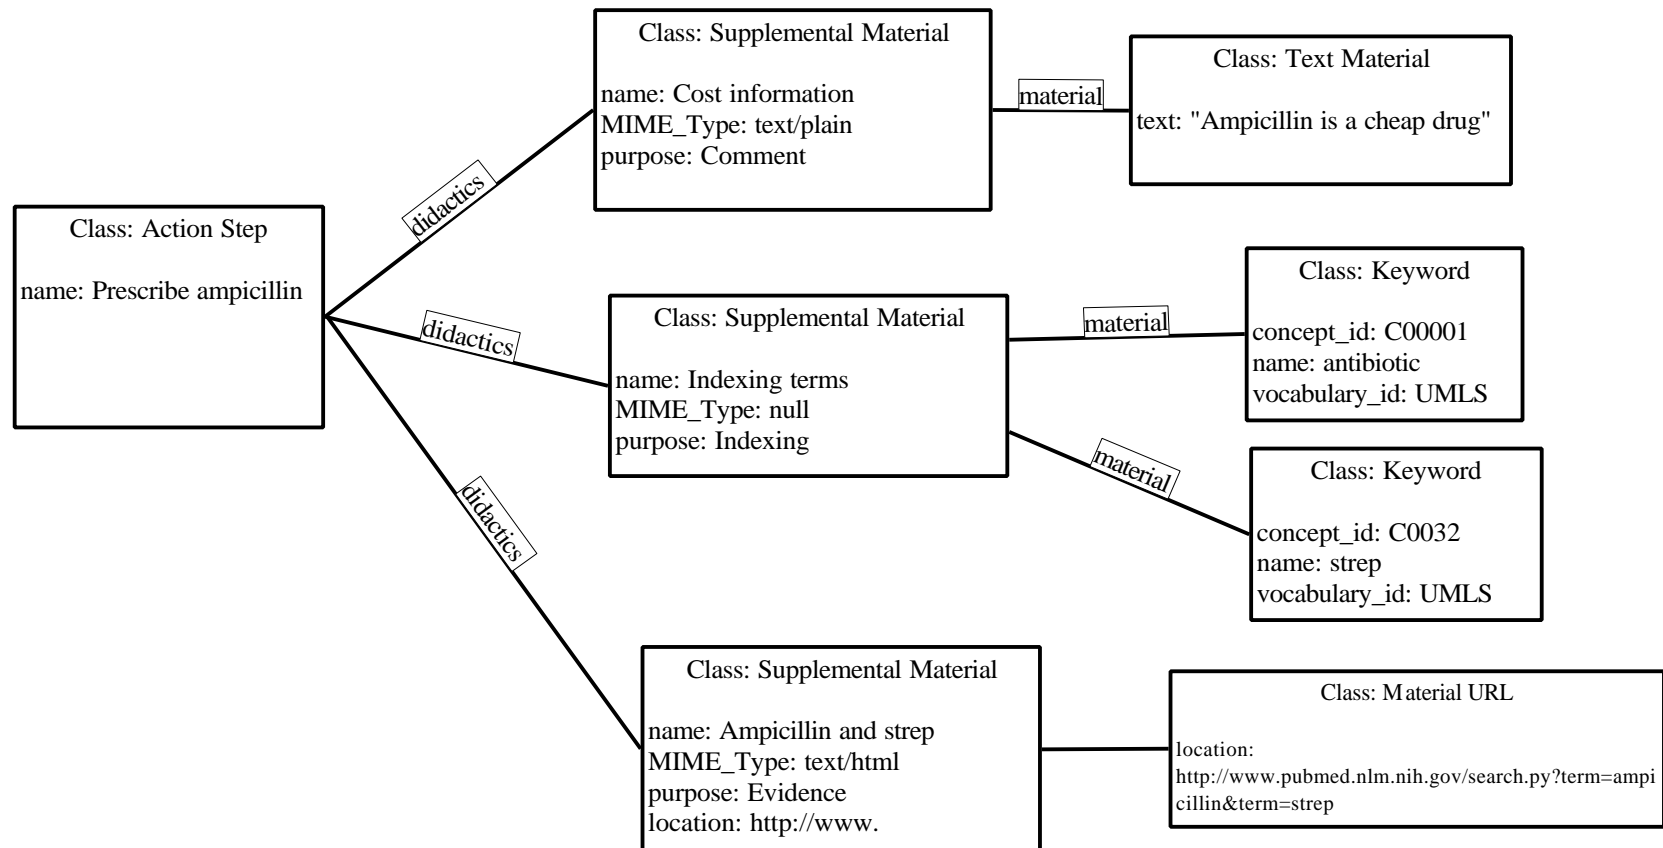 Class: Action Step
name: Prescribe ampicillin
didactics
didactics
didactics
Class: Supplemental Material
name: Cost information
MIME_Type: text/plain
purpose: Comment
material
Class: Text Material
text: "Ampicillin is a cheap drug"
Class: Supplemental Material
name: Indexing terms
MIME_Type: null
purpose: Indexing
material
Class: Keyword
concept_id: C00001
name: antibiotic
vocabulary_id: UMLS
material
Class: Keyword
concept_id: C0032
name: strep
vocabulary_id: UMLS
Class: Supplemental Material
name: Ampicillin and strep
MIME_Type: text/html
purpose: Evidence
location: http://www.
Class: Material URL
location:
http://www.pubmed.nlm.nih.gov/search.py?term=ampi
cillin&term=strep